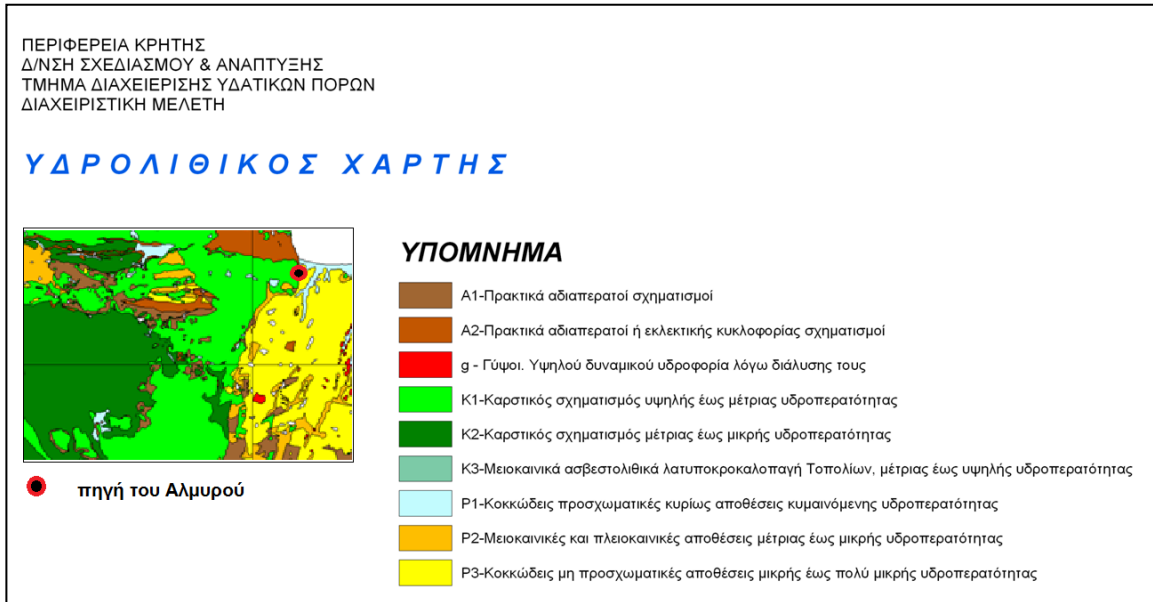 ΠΕΡΙΦΕΡΕΙΑ ΚΡΗΤΗΣ
Δ/ΝΣΗ ΣΧΕΔΙΑΣΜΟΥ & ΑΝΑΠΤΥΞΗΣ
ΤΜΗΜΑ ΔΙΑΧΕΙΕΡΙΣΗΣ ΥΔΑΤΙΚΩΝ ΠΟΡΩΝ
ΔΙΑΧΕΙΡΙΣΤΙΚΗ ΜΕΛΕΤΗ
ΥΔΡΟΛΙΘΙΚΟΣ ΧΑΡΤΗΣ
πηγή του Αλμυρού
ΥΠΟΜΝΗΜΑ
Α1-Πρακτικά αδιαπερατοί σχηματισμοί
Α2-Πρακτικά αδιαπερατοί ή εκλεκτικής κυκλοφορίας σχηματισμοί
g - Γύψοι. Υψηλού δυναμικού υδροφορία λόγω διάλυσης τους
Κ1-Καρστικός σχηματισμός υψηλής έως μέτριας υδροπερατότητας
Κ2-Καρστικός σχηματισμός μέτριας έως μικρής υδροπερατότητας
Κ3-Μειοκαινικά ασβεστολιθικά λατυποκροκαλοπαγή Τοπολίων, μέτριας έως υψηλής υδροπερατότητας
Ρ1-Κοκκώδεις προσχωματικές κυρίως αποθέσεις κυμαινόμενης υδροπερατότητας
Ρ2-Μειοκαινικές και πλειοκαινικές αποθέσεις μέτριας έως μικρής υδροπερατότητας
Ρ3-Κοκκώδεις μη προσχωματικές αποθέσεις μικρής έως πολύ μικρής υδροπερατότητας